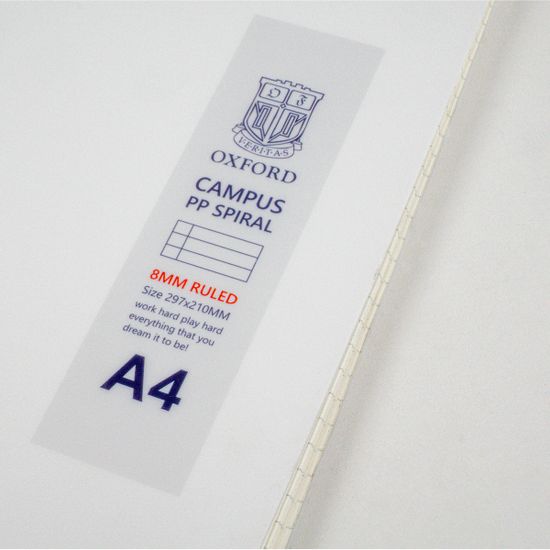 O F
VERITAS
OXFORD
CAMPUS
PP SPIRAL
8MM RULED
Size 297x210MM
work hard play hard
everything that you
dream it to be!
A4